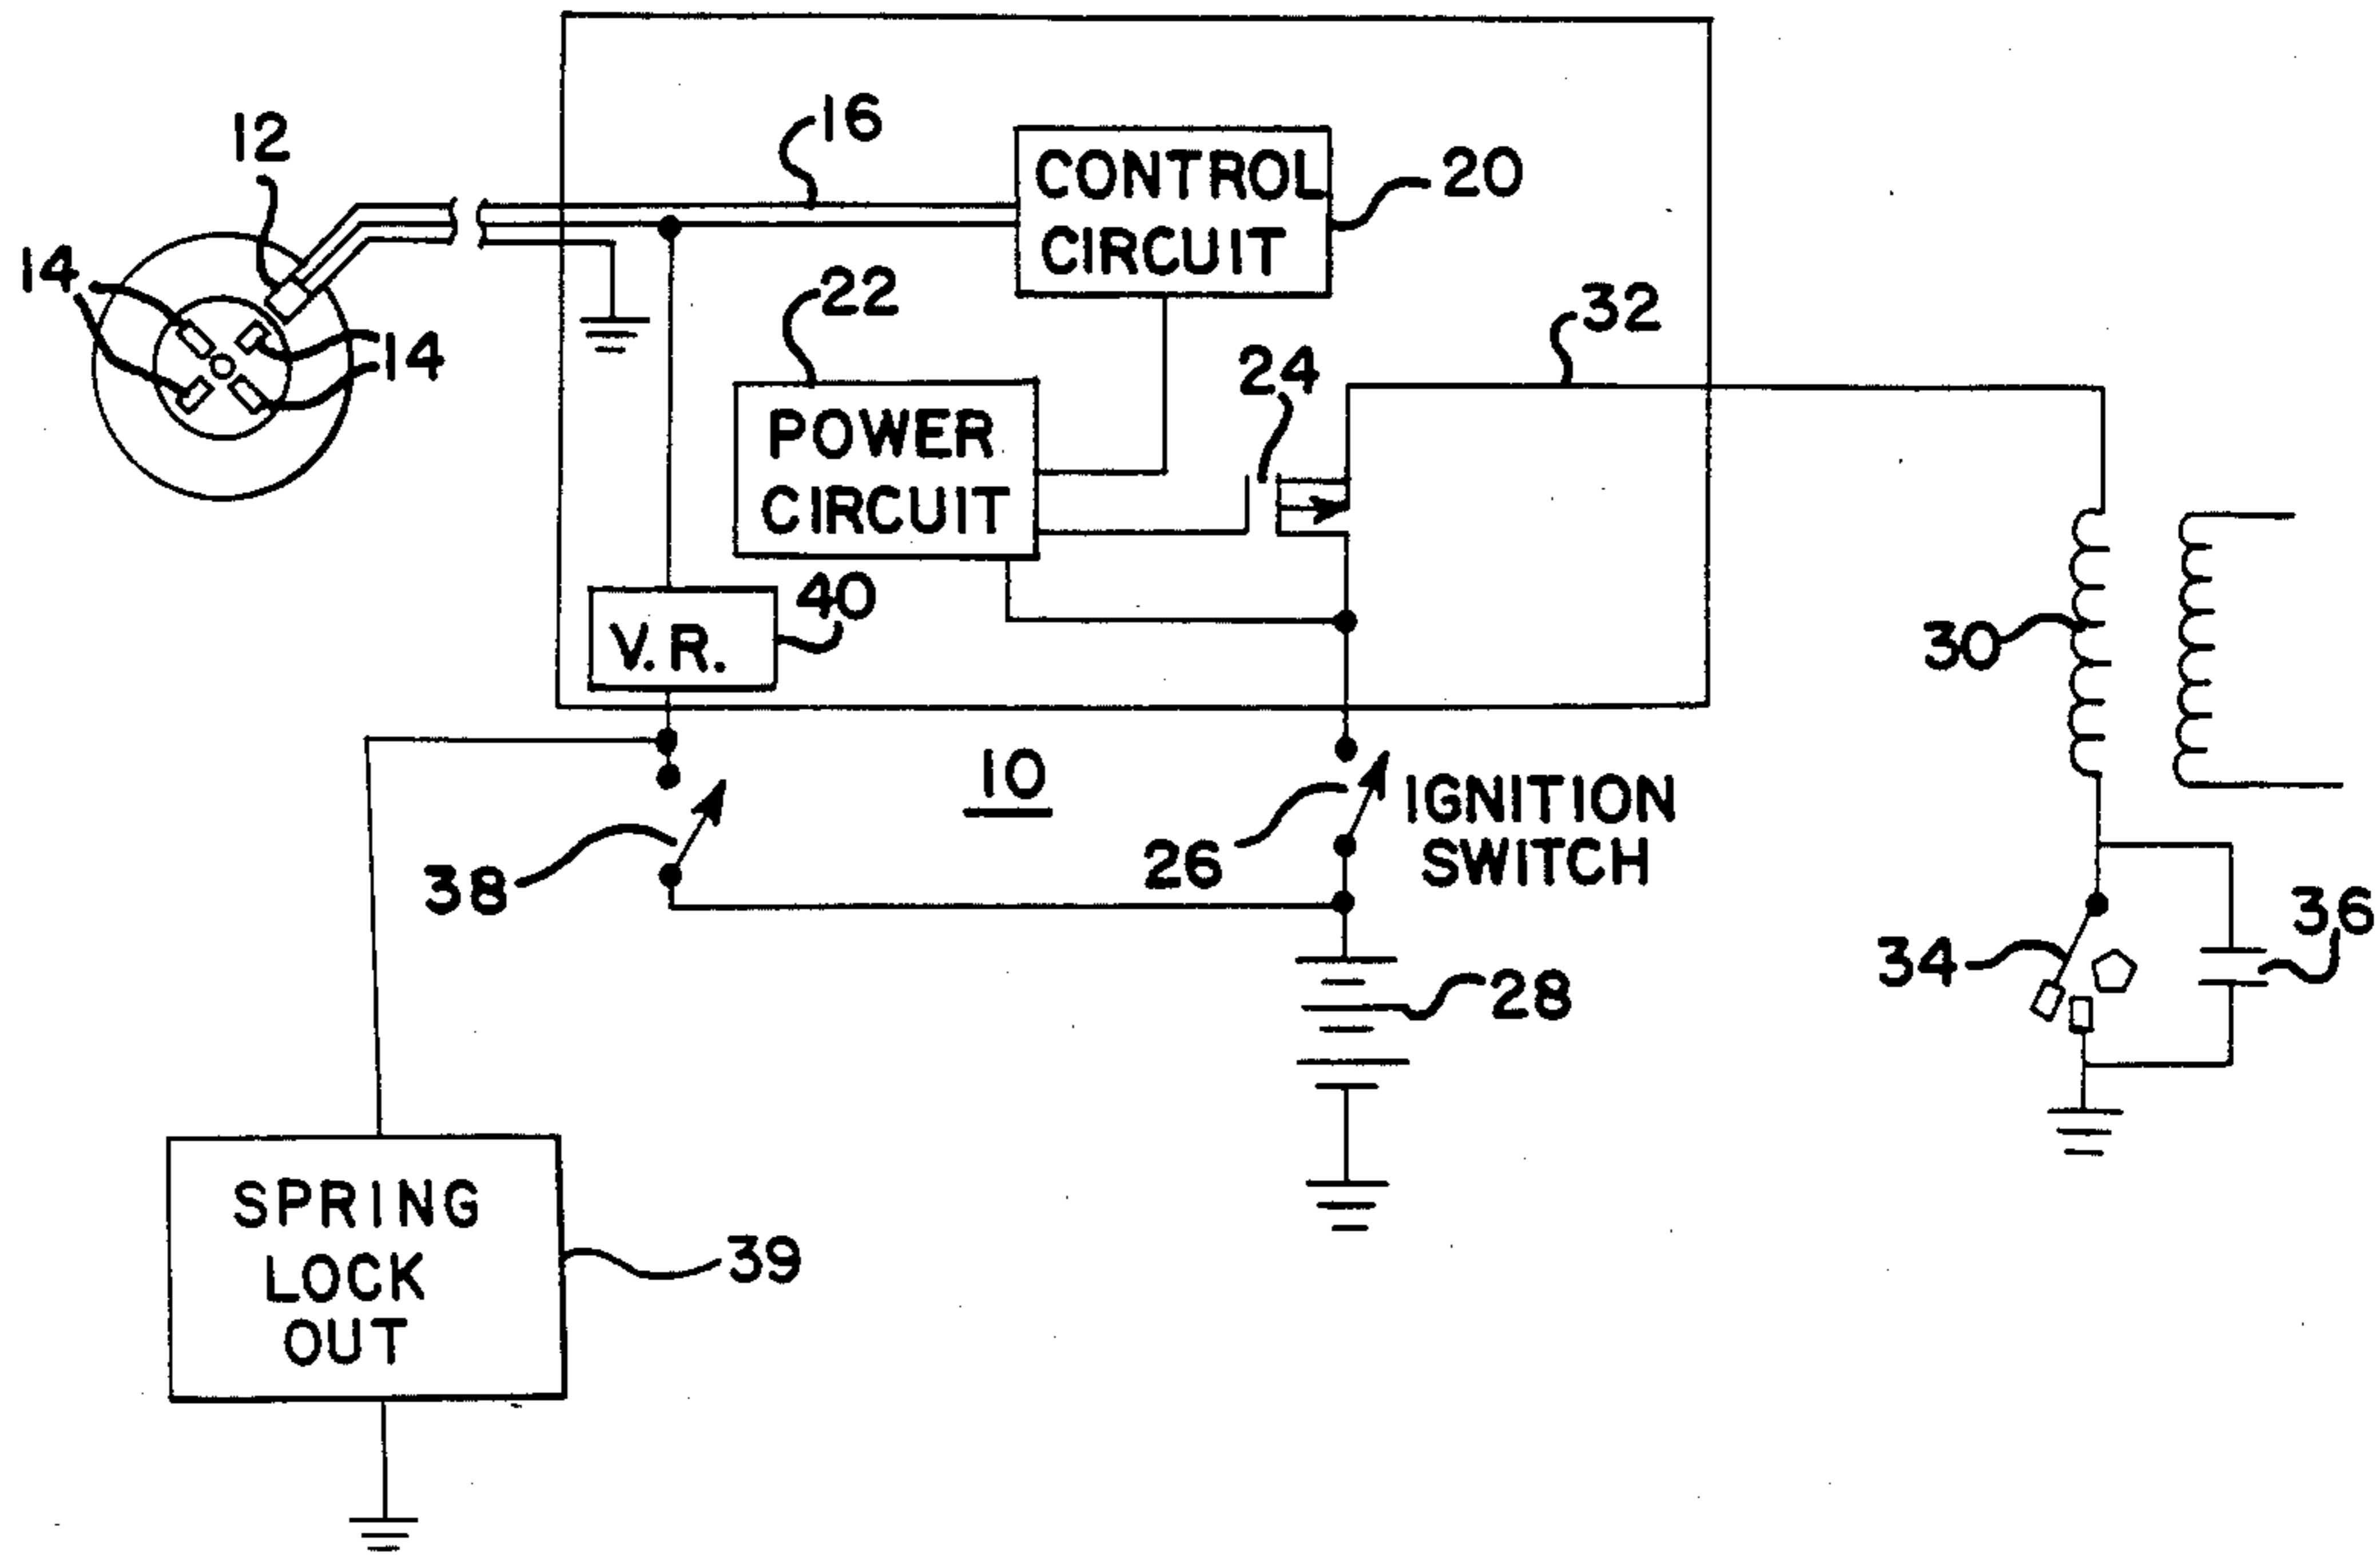 16
12
CONTROL
CIRCUIT
20
14
22
32
14
24
POWER
CIRCUIT
40
V.R.
30
10
IGNITION
SWITCH
26
38
36
34
28
SPRING
LOCK
OUT
39